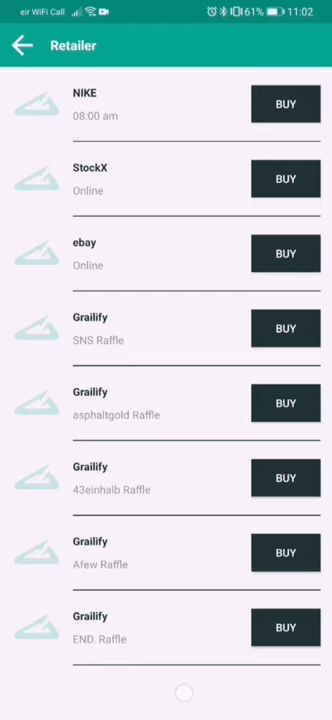 eir WiFi Call 61% 11:02
Retailer
NIKE
08:00 am
BUY
StockX
Online
BUY
ebay
Online
BUY
Grailify
SNS Raffle
BUY
Grailify
asphaltgold Raffle
BUY
Grailify
43einhalb Raffle
BUY
Grailify
Afew Raffle
BUY
Grailify
END. Raffle
BUY